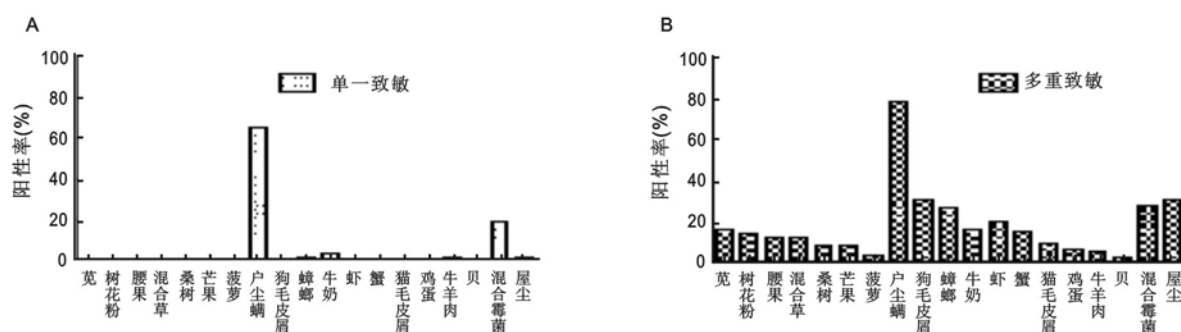 A
100
80
60
40
20
0
阳性率(%)
单一致敏
苋
树花粉
腰果
混合草
桑树
芒果
菠萝
户尘螨
狗毛皮屑
蟑螂
牛奶
虾
蟹
猫毛皮屑
鸡蛋
牛羊肉
贝
混合霉菌
屋尘
B
100
80
60
40
20
0
阳性率(%)
多重致敏
苋
树花粉
腰果
混合草
桑树
芒果
菠萝
户尘螨
狗毛皮屑
蟑螂
牛奶
虾
蟹
猫毛皮屑
鸡蛋
牛羊肉
贝
混合霉菌
屋尘